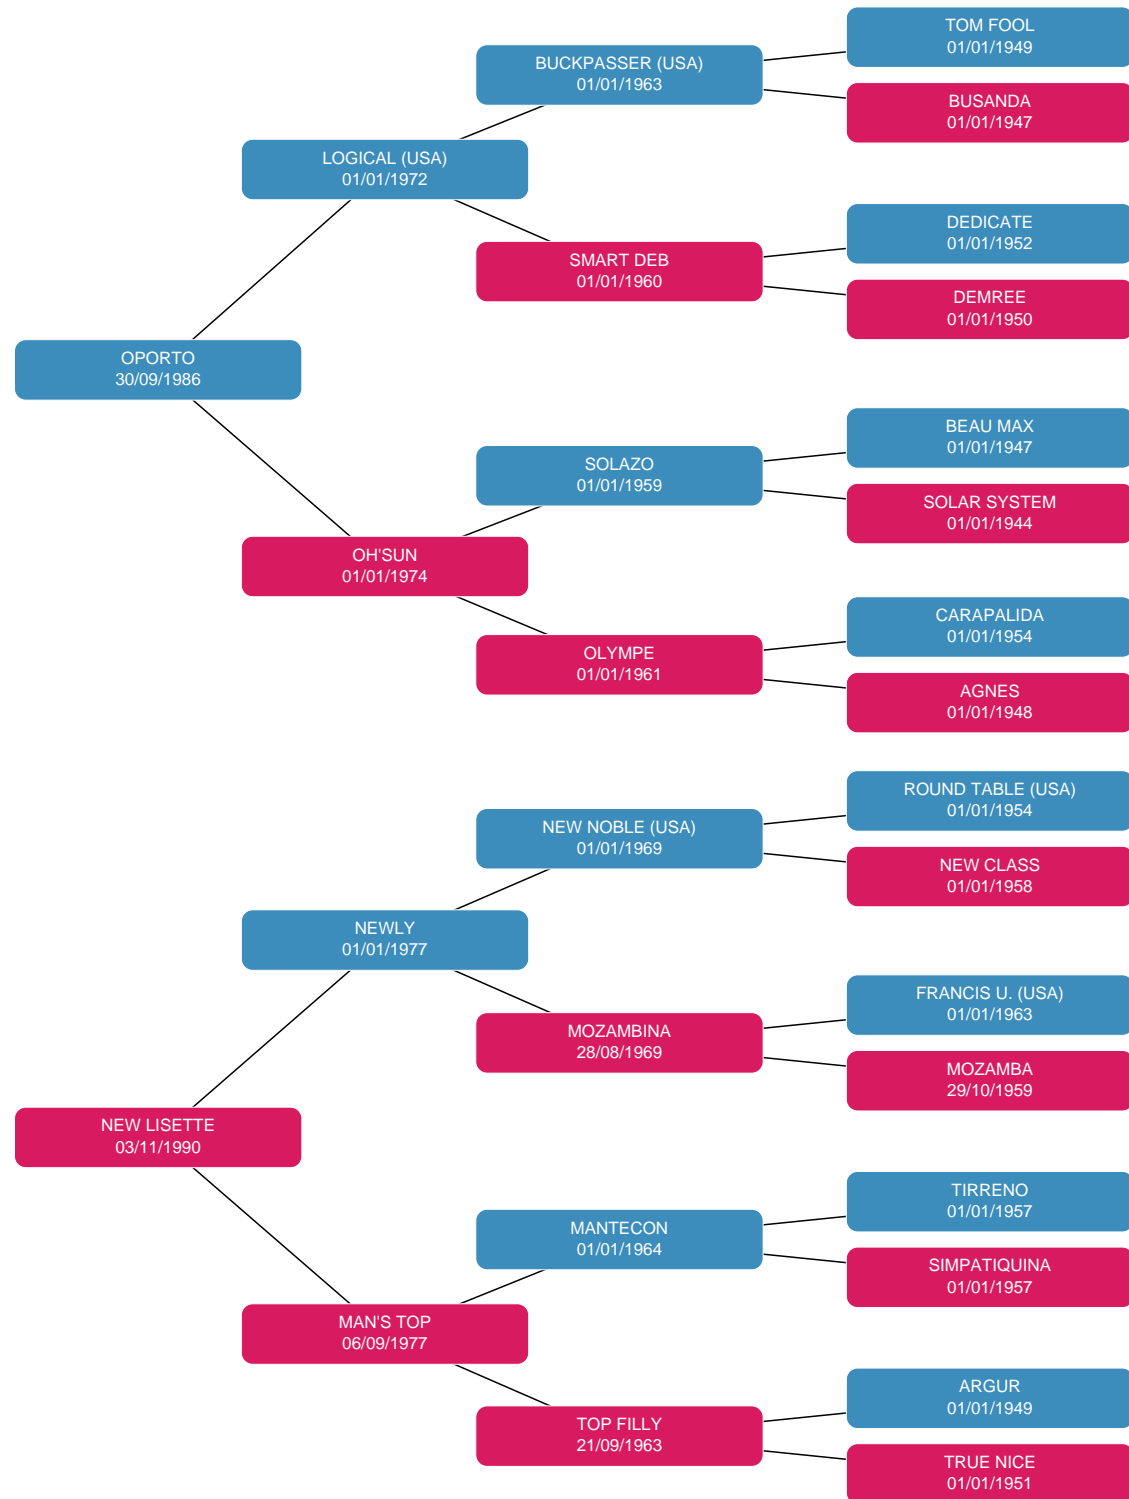 TOM FOOL
01/01/1949
BUCKPASSER (USA)
01/01/1963
BUSANDA
01/01/1947
LOGICAL (USA)
01/01/1972
DEDICATE
01/01/1952
SMART DEB
01/01/1960
DEMREE
01/01/1950
OPORTO
30/09/1986
BEAU MAX
01/01/1947
SOLAZO
01/01/1959
SOLAR SYSTEM
01/01/1944
OH'SUN
01/01/1974
CARAPALIDA
01/01/1954
OLYMPE
01/01/1961
AGNES
01/01/1948
ROUND TABLE (USA)
01/01/1954
NEW NOBLE (USA)
01/01/1969
NEW CLASS
01/01/1958
NEWLY
01/01/1977
FRANCIS U. (USA)
01/01/1963
MOZAMBINA
28/08/1969
MOZAMBA
29/10/1959
NEW LISETTE
03/11/1990
TIRRENO
01/01/1957
MANTECON
01/01/1964
SIMPATIQUINA
01/01/1957
MAN'S TOP
06/09/1977
ARGUR
01/01/1949
TOP FILLY
21/09/1963
TRUE NICE
01/01/1951